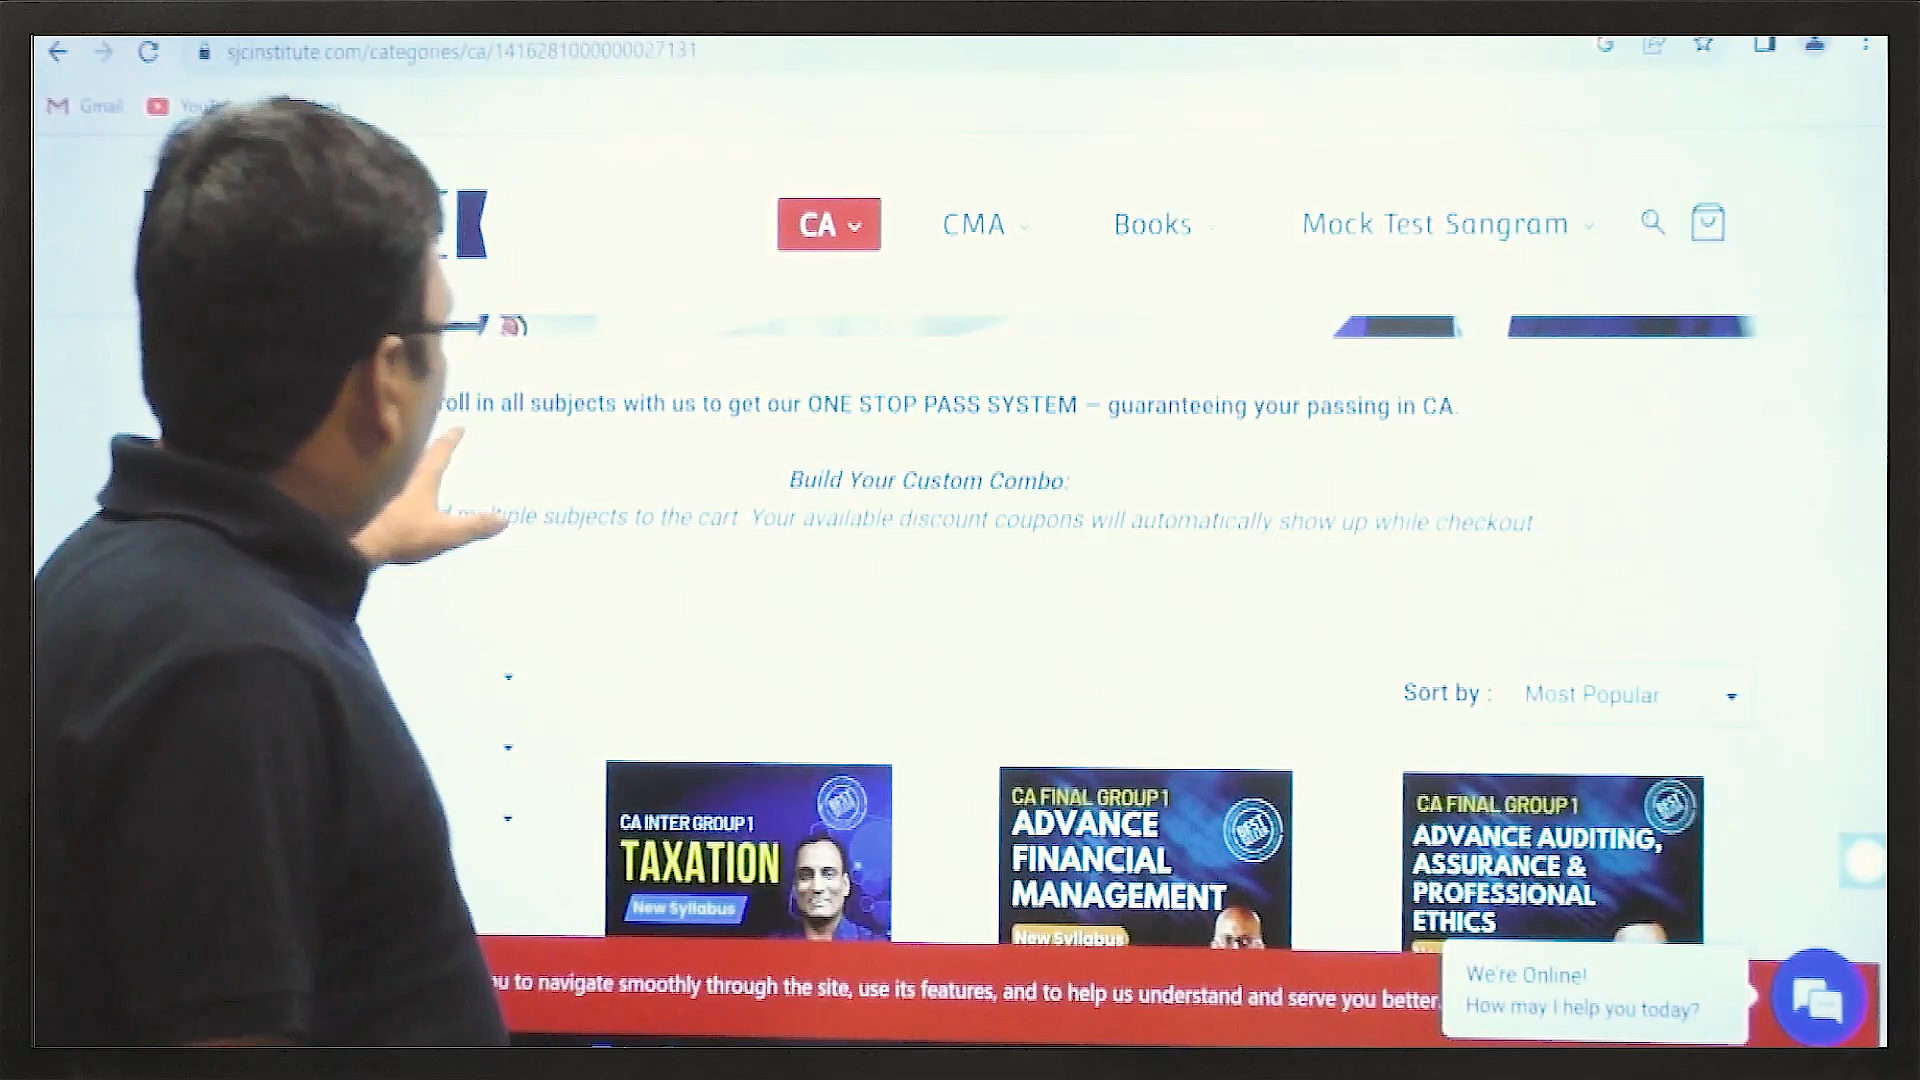 sjcinstitute.com/categories/ca/1416281000000027131
Gmail
CA
CMA
Books
Mock Test Sangram
in all subjects with us to get our ONE STOP PASS SYSTEM – guaranteeing your passing in CA.
Build Your Custom Combo:
multiple subjects to the cart. Your available discount coupons will automatically show up while checkout
Sort by :
Most Popular
CA INTER GROUP 1
TAXATION
New Syllabus
CA FINAL GROUP 1
ADVANCE
FINANCIAL
MANAGEMENT
New Syllabus
CA FINAL GROUP 1
ADVANCE AUDITING,
ASSURANCE &
PROFESSIONAL
ETHICS
to navigate smoothly through the site, use its features, and to help us understand and serve you better.
We're Online!
How may I help you today?